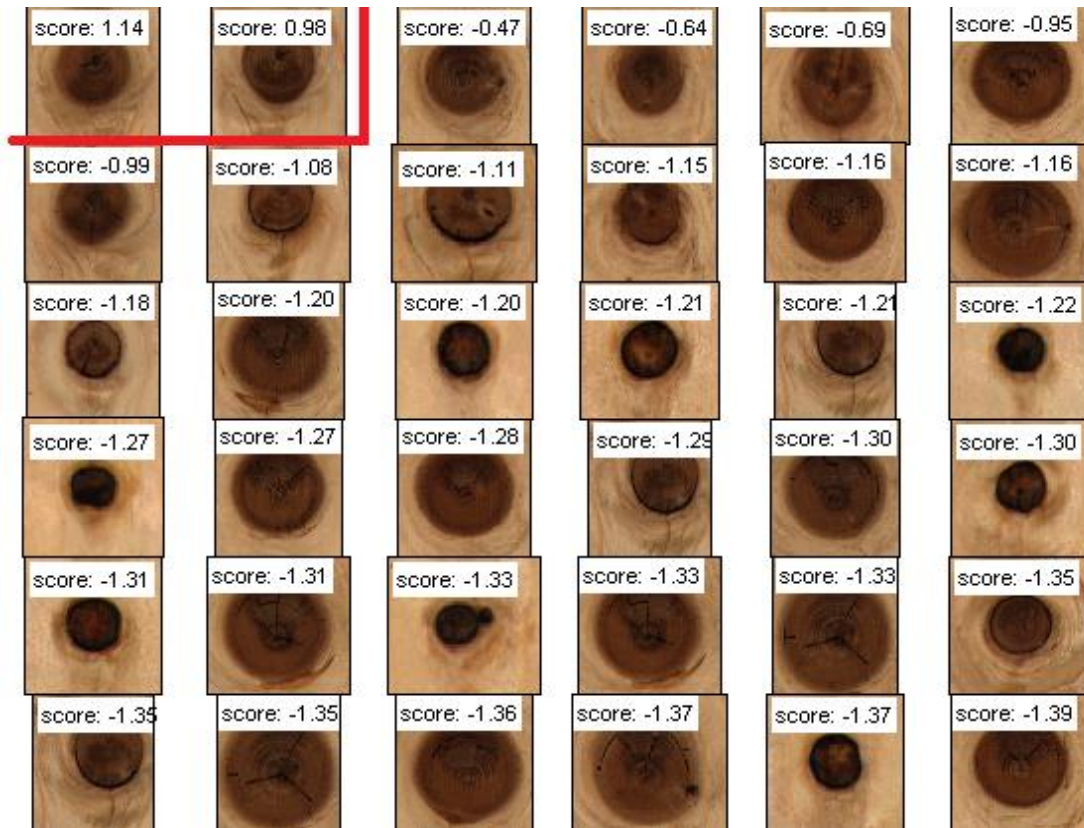 score: 1.14
score: 0.98
score: -0.47
score: -0.64
score: -0.69
score: -0.95
score: -0.99
score: -1.08
score: -1.11
score: -1.15
score: -1.16
score: -1.16
score: -1.18
score: -1.20
score: -1.20
score: -1.21
score: -1.21
score: -1.22
score: -1.27
score: -1.27
score: -1.28
score: -1.29
score: -1.30
score: -1.30
score: -1.31
score: -1.31
score: -1.33
score: -1.33
score: -1.33
score: -1.35
score: -1.35
score: -1.35
score: -1.36
score: -1.37
score: -1.37
score: -1.39